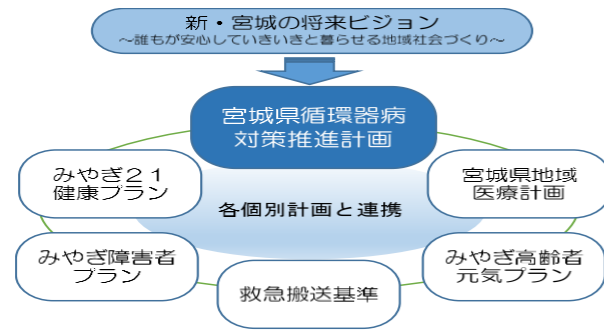 新・宮城の将来ビジョン
～誰もが安心していきいきと暮らせる地域社会づくり～
宮城県循環器病
対策推進計画
みやぎ２１
健康プラン
宮城県地域
医療計画
各個別計画と連携
みやぎ障害者
プラン
みやぎ高齢者
元気プラン
救急搬送基準